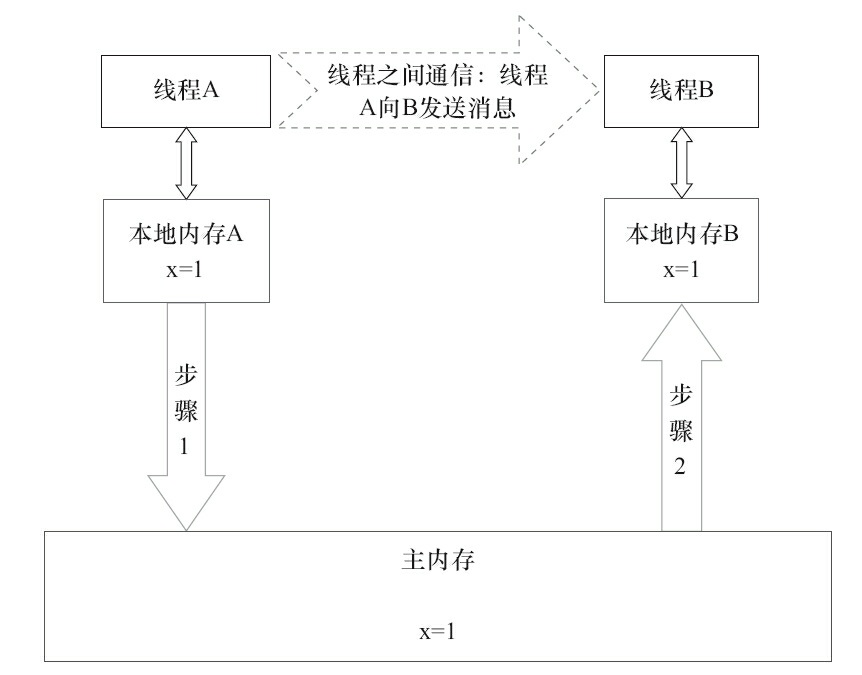 线程A
线程之间通信：线程
A向B发送消息
线程B
本地内存A
x=1
本地内存B
x=1
步
骤
1
步
骤
2
主内存
x=1